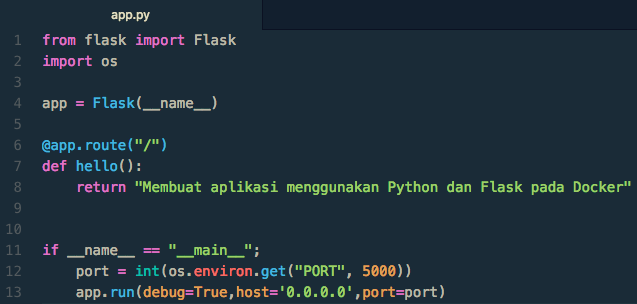 app.py
1 from flask import Flask
2 import os
3
4 app = Flask(__name__)
5
6 @app.route("/")
7 def hello():
8     return "Membuat aplikasi menggunakan Python dan Flask pada Docker"
9
10
11 if __name__ == "__main__";
12     port = int(os.environ.get("PORT", 5000))
13     app.run(debug=True,host='0.0.0.0',port=port)